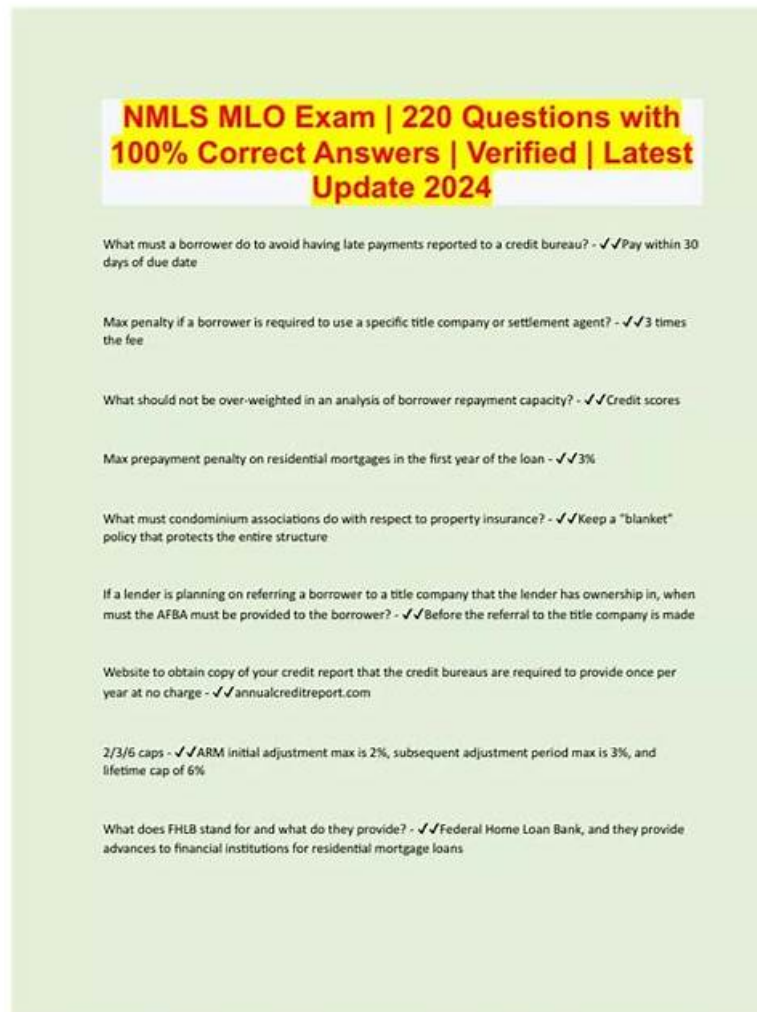 NMLS MLO Exam | 220 Questions with
100% Correct Answers | Verified | Latest
Update 2024
What must a borrower do to avoid having late payments reported to a credit bureau? - ✓✓Pay within 30
days of due date
Max penalty if a borrower is required to use a specific title company or settlement agent? - ✓✓3 times
the fee
What should not be over-weighted in an analysis of borrower repayment capacity? - ✓✓Credit scores
Max prepayment penalty on residential mortgages in the first year of the loan - ✓✓3%
What must condominium associations do with respect to property insurance? - ✓✓Keep a "blanket"
policy that protects the entire structure
If a lender is planning on referring a borrower to a title company that the lender has ownership in, when
must the AFBA must be provided to the borrower? - ✓✓Before the referral to the title company is made
Website to obtain copy of your credit report that the credit bureaus are required to provide once per
year at no charge - ✓✓annualcreditreport.com
2/3/6 caps - ✓✓ARM initial adjustment max is 2%, subsequent adjustment period max is 3%, and
lifetime cap of 6%
What does FHLB stand for and what do they provide? - ✓✓Federal Home Loan Bank, and they provide
advances to financial institutions for residential mortgage loans